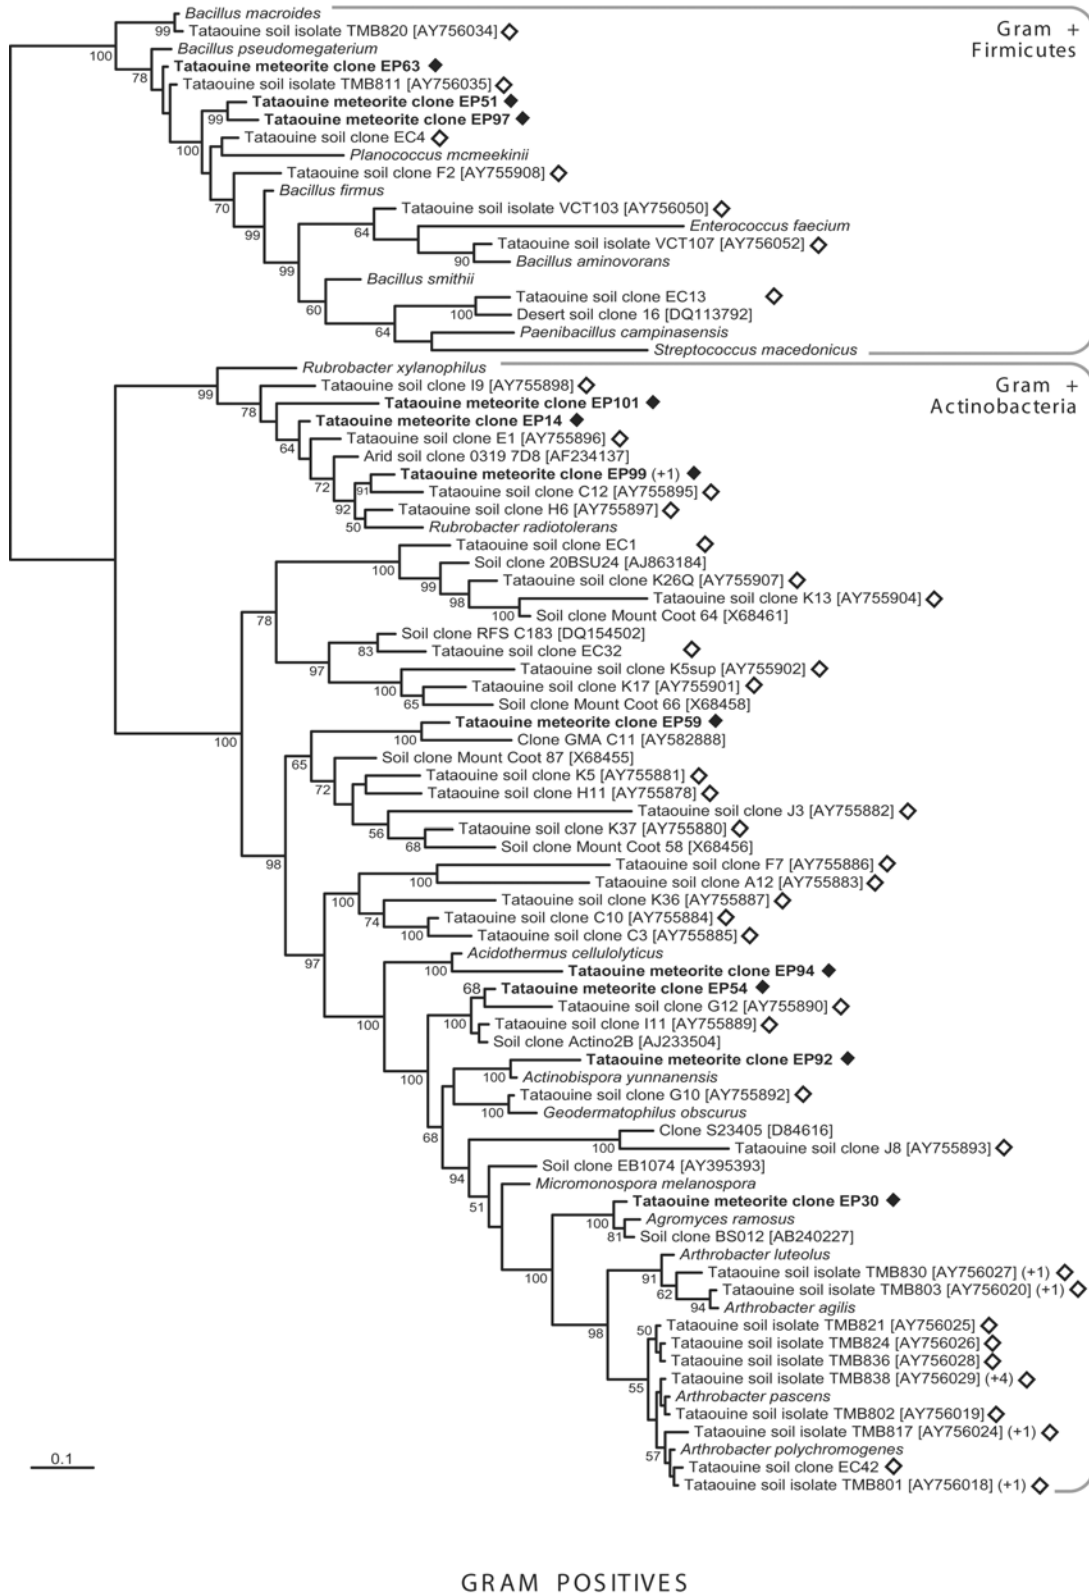 Bacillus macroides
99
Tataouine soil isolate TMB820 [AY756034]
Gram +
Firmicutes
100
Bacillus pseudomegaterium
78
Tataouine meteorite clone EP63
Tataouine soil isolate TMB811 [AY756035]
Tataouine meteorite clone EP51
99
Tataouine meteorite clone EP97
Tataouine soil clone EC4
100
Planococcus mcmeekinii
Tataouine soil clone F2 [AY755908]
Bacillus firmus
70
Tataouine soil isolate VCT103 [AY756050]
64
Enterococcus faecium
99
Tataouine soil isolate VCT107 [AY756052]
90
Bacillus aminovorans
99
Bacillus smithii
Tataouine soil clone EC13
60
100
Desert soil clone 16 [DQ113792]
64
Paenibacillus campinasensis
Streptococcus macedonicus
Rubrobacter xylanophilus
Gram +
Actinobacteria
99
Tataouine soil clone I9 [AY755898]
78
Tataouine meteorite clone EP101
Tataouine meteorite clone EP14
64
Tataouine soil clone E1 [AY755896]
Arid soil clone 0319 7D8 [AF234137]
72
Tataouine meteorite clone EP99 (+1)
91
Tataouine soil clone C12 [AY755895]
92
Tataouine soil clone H6 [AY755897]
50
Rubrobacter radiotolerans
Tataouine soil clone EC1
100
Soil clone 20BSU24 [AJ863184]
99
Tataouine soil clone K26Q [AY755907]
98
Tataouine soil clone K13 [AY755904]
100
Soil clone Mount Coot 64 [X68461]
78
Soil clone RFS C183 [DQ154502]
83
Tataouine soil clone EC32
97
Tataouine soil clone K5sup [AY755902]
100
Tataouine soil clone K17 [AY755901]
65
Soil clone Mount Coot 66 [X68458]
100
Tataouine meteorite clone EP59
100
Clone GMA C11 [AY582888]
65
Soil clone Mount Coot 87 [X68455]
72
Tataouine soil clone K5 [AY755881]
Tataouine soil clone H11 [AY755878]
Tataouine soil clone J3 [AY755882]
56
Tataouine soil clone K37 [AY755880]
68
Soil clone Mount Coot 58 [X68456]
98
Tataouine soil clone F7 [AY755886]
100
Tataouine soil clone A12 [AY755883]
100
Tataouine soil clone K36 [AY755887]
74
Tataouine soil clone C10 [AY755884]
100
Tataouine soil clone C3 [AY755885]
97
Acidothermus cellulolyticus
100
Tataouine meteorite clone EP94
68
Tataouine meteorite clone EP54
Tataouine soil clone G12 [AY755890]
100
100
Tataouine soil clone I11 [AY755889]
Soil clone Actino2B [AJ233504]
Tataouine meteorite clone EP92
100
100
Actinobispora yunnanensis
Tataouine soil clone G10 [AY755892]
100
Geodermatophilus obscurus
68
Clone S23405 [D84616]
100
Tataouine soil clone J8 [AY755893]
94
Soil clone EB1074 [AY395393]
51
Micromonospora melanospora
Tataouine meteorite clone EP30
100
Agromyces ramosus
81
Soil clone BS012 [AB240227]
100
Arthrobacter luteolus
91
Tataouine soil isolate TMB830 [AY756027] (+1)
62
Tataouine soil isolate TMB803 [AY756020] (+1)
94
Arthrobacter agilis
98
50
Tataouine soil isolate TMB821 [AY756025]
Tataouine soil isolate TMB824 [AY756026]
Tataouine soil isolate TMB836 [AY756028]
55
Tataouine soil isolate TMB838 [AY756029] (+4)
Arthrobacter pascens
Tataouine soil isolate TMB802 [AY756019]
Tataouine soil isolate TMB817 [AY756024] (+1)
57
Arthrobacter polychromogenes
0.1
Tataouine soil clone EC42
Tataouine soil isolate TMB801 [AY756018] (+1)
GRAM POSITIVES